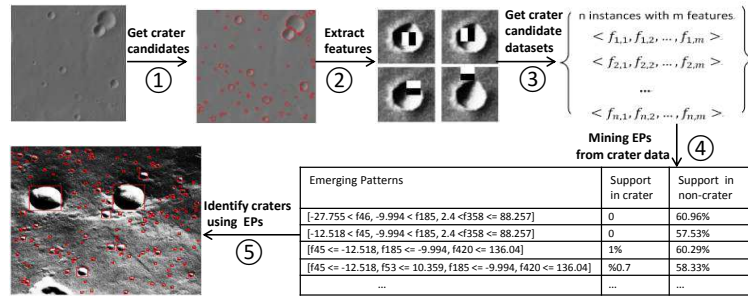 Get crater
candidates
①
Extract
features
②
Get crater
candidate
datasets
③
n instances with m features.
< f1,1, f1,2, ..., f1,m >.
< f2,1, f2,2, ..., f2,m >.
...
< fn,1, fn,2, ..., fn,m >.
Mining EPs
from crater data
④
Identify craters
using EPs
⑤
Emerging Patterns Support in crater Support in non-crater
[-27.755 < f46, -9.994 < f185, 2.4 <f358 <= 88.257] 0 60.96%
[-12.518 < f45, -9.994 < f185, 2.4 <f358 <= 88.257] 0 57.53%
[f45 <= -12.518, f185 <= -9.994, f420 <= 136.04] 1% 60.29%
[f45 <= -12.518, f53 <= 10.359, f185 <= -9.994, f420 <= 136.04] %0.7 58.33%
... ... ...